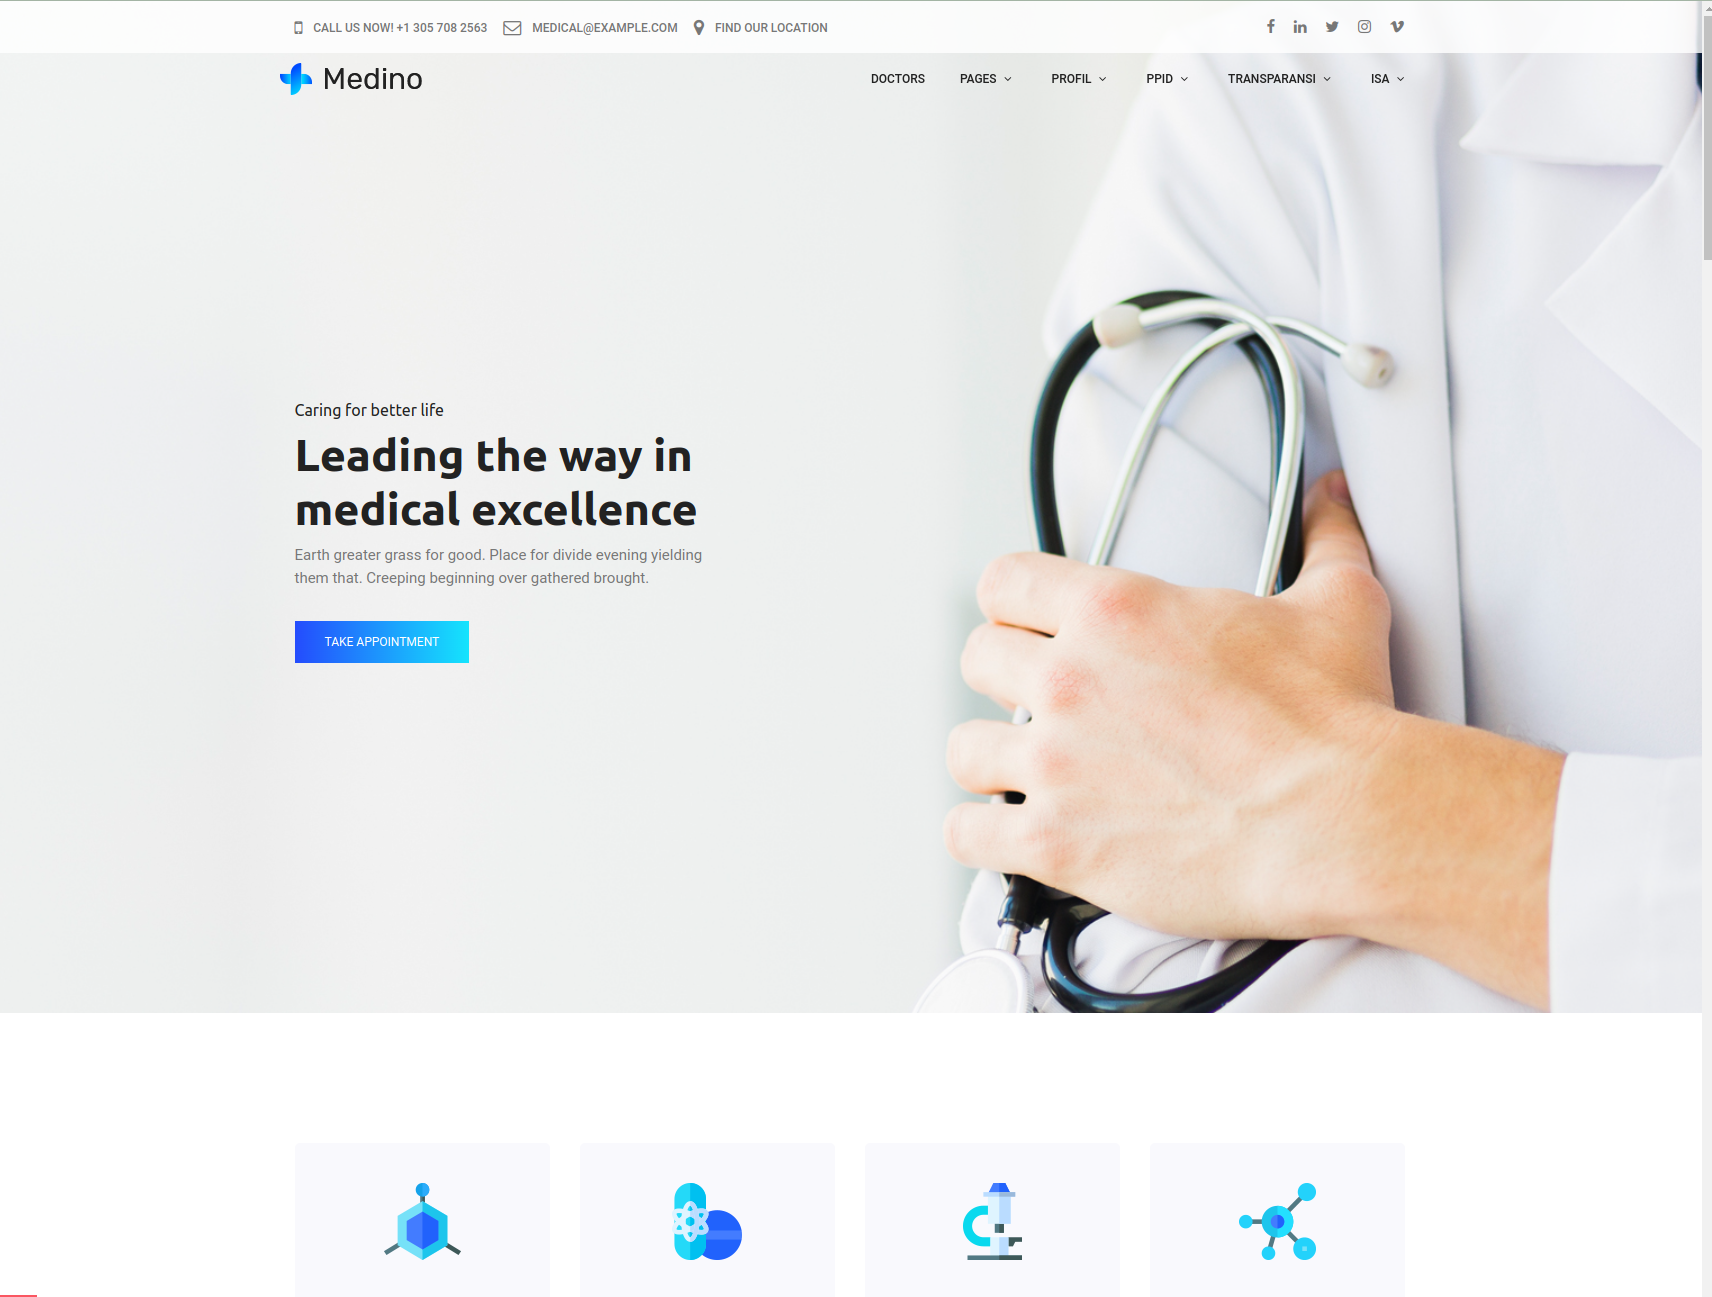 CALL US NOW! +1 305 708 2563
MEDICAL@EXAMPLE.COM
FIND OUR LOCATION
Medino
DOCTORS
PAGES
PROFIL
PPID
TRANSPARANSI
ISA
Caring for better life
Leading the way in
medical excellence
Earth greater grass for good. Place for divide evening yielding
them that. Creeping beginning over gathered brought.
TAKE APPOINTMENT